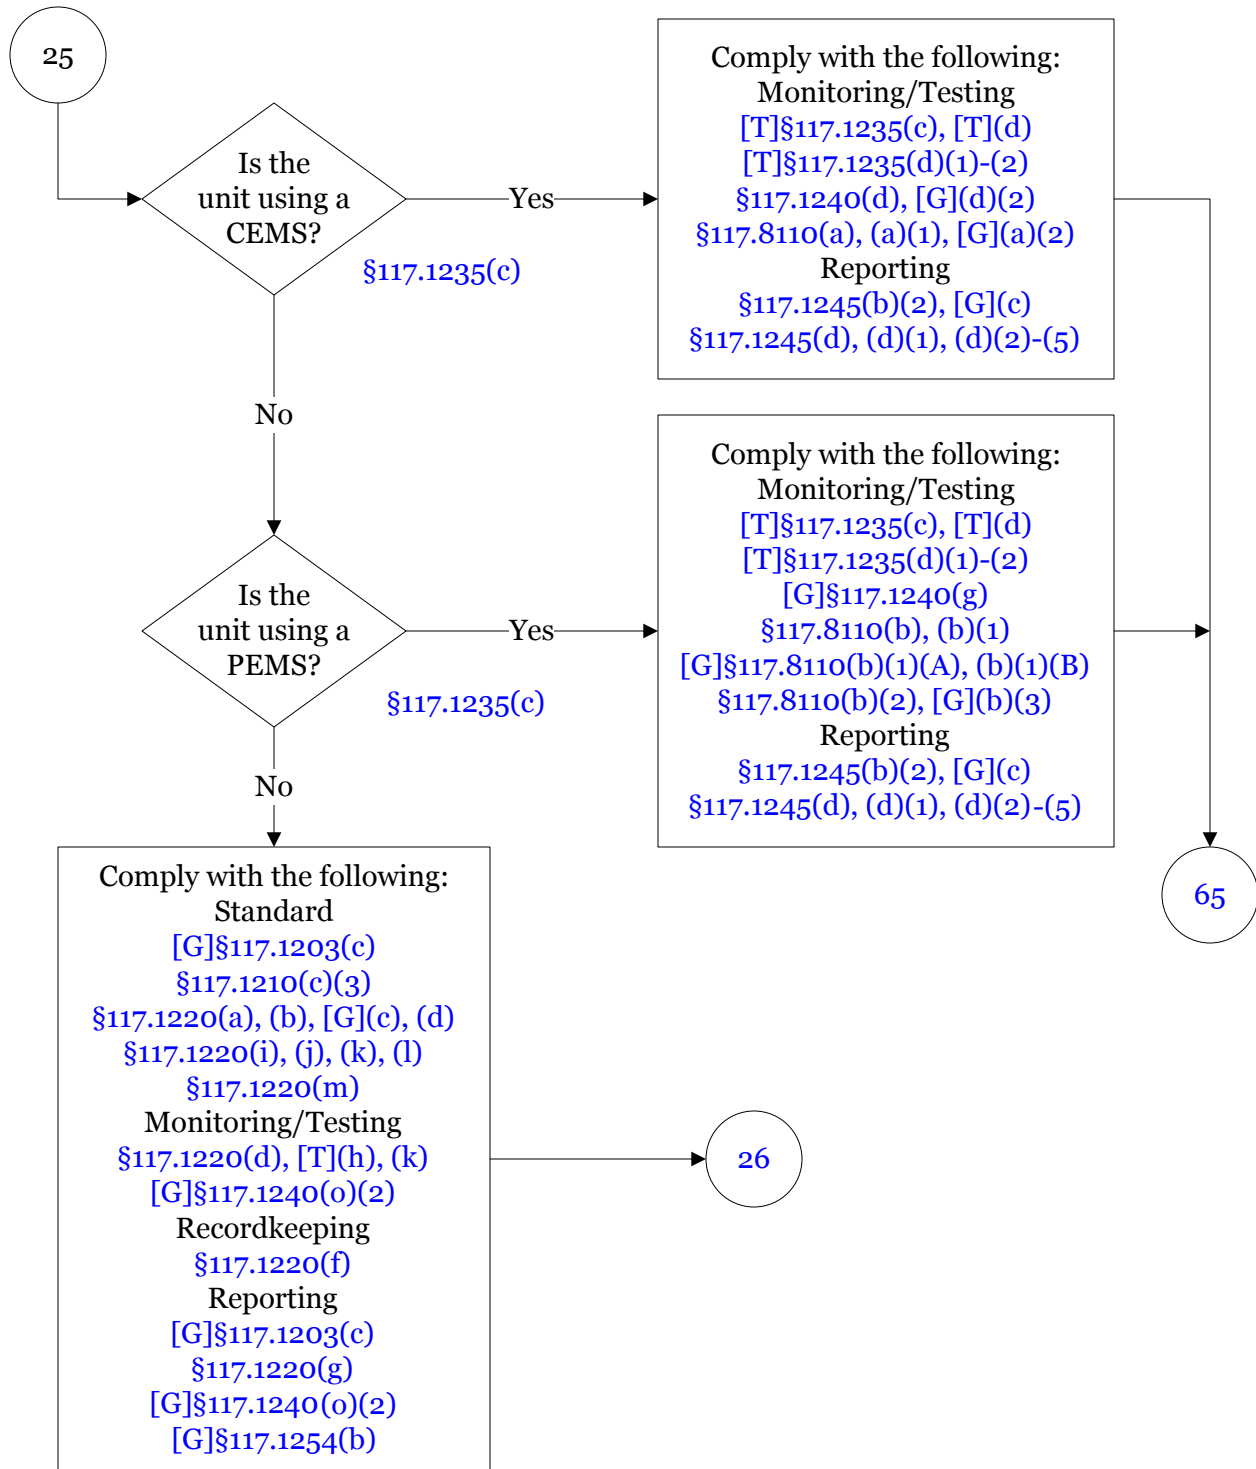 25
Is the
unit using a
CEMS?
§117.1235(c)
Yes
Comply with the following:
Monitoring/Testing
[T]§117.1235(c), [T](d)
[T]§117.1235(d)(1)-(2)
§117.1240(d), [G](d)(2)
§117.8110(a), (a)(1), [G](a)(2)
Reporting
§117.1245(b)(2), [G](c)
§117.1245(d), (d)(1), (d)(2)-(5)
No
Is the
unit using a
PEMS?
§117.1235(c)
Yes
Comply with the following:
Monitoring/Testing
[T]§117.1235(c), [T](d)
[T]§117.1235(d)(1)-(2)
[G]§117.1240(g)
§117.8110(b), (b)(1)
[G]§117.8110(b)(1)(A), (b)(1)(B)
§117.8110(b)(2), [G](b)(3)
Reporting
§117.1245(b)(2), [G](c)
§117.1245(d), (d)(1), (d)(2)-(5)
65
No
Comply with the following:
Standard
[G]§117.1203(c)
§117.1210(c)(3)
§117.1220(a), (b), [G](c), (d)
§117.1220(i), (j), (k), (l)
§117.1220(m)
Monitoring/Testing
§117.1220(d), [T](h), (k)
[G]§117.1240(o)(2)
Recordkeeping
§117.1220(f)
Reporting
[G]§117.1203(c)
§117.1220(g)
[G]§117.1240(o)(2)
[G]§117.1254(b)
26